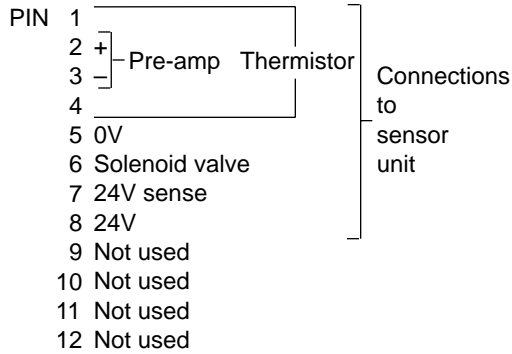 PIN 1
2 + Pre-amp Thermistor
3 –
4
5 0V
6 Solenoid valve
7 24V sense
8 24V
9 Not used
10 Not used
11 Not used
12 Not used
Connections
to
sensor
unit